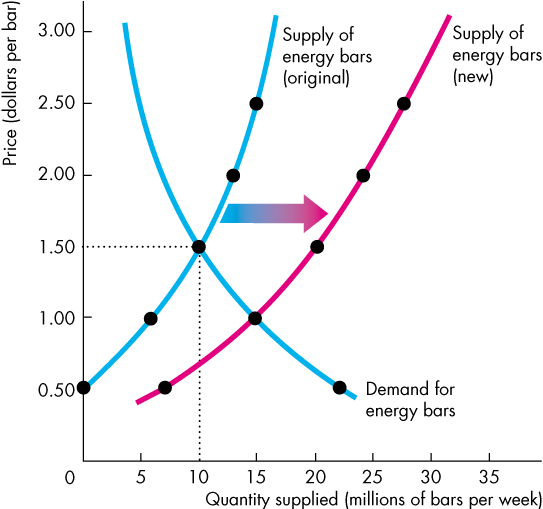 Price (dollars per bar)
3.00
2.50
2.00
1.50
1.00
0.50
0
5
10
15
20
25
30
35
Supply of
energy bars
(original)
Supply of
energy bars
(new)
Demand for
energy bars
Quantity supplied (millions of bars per week)